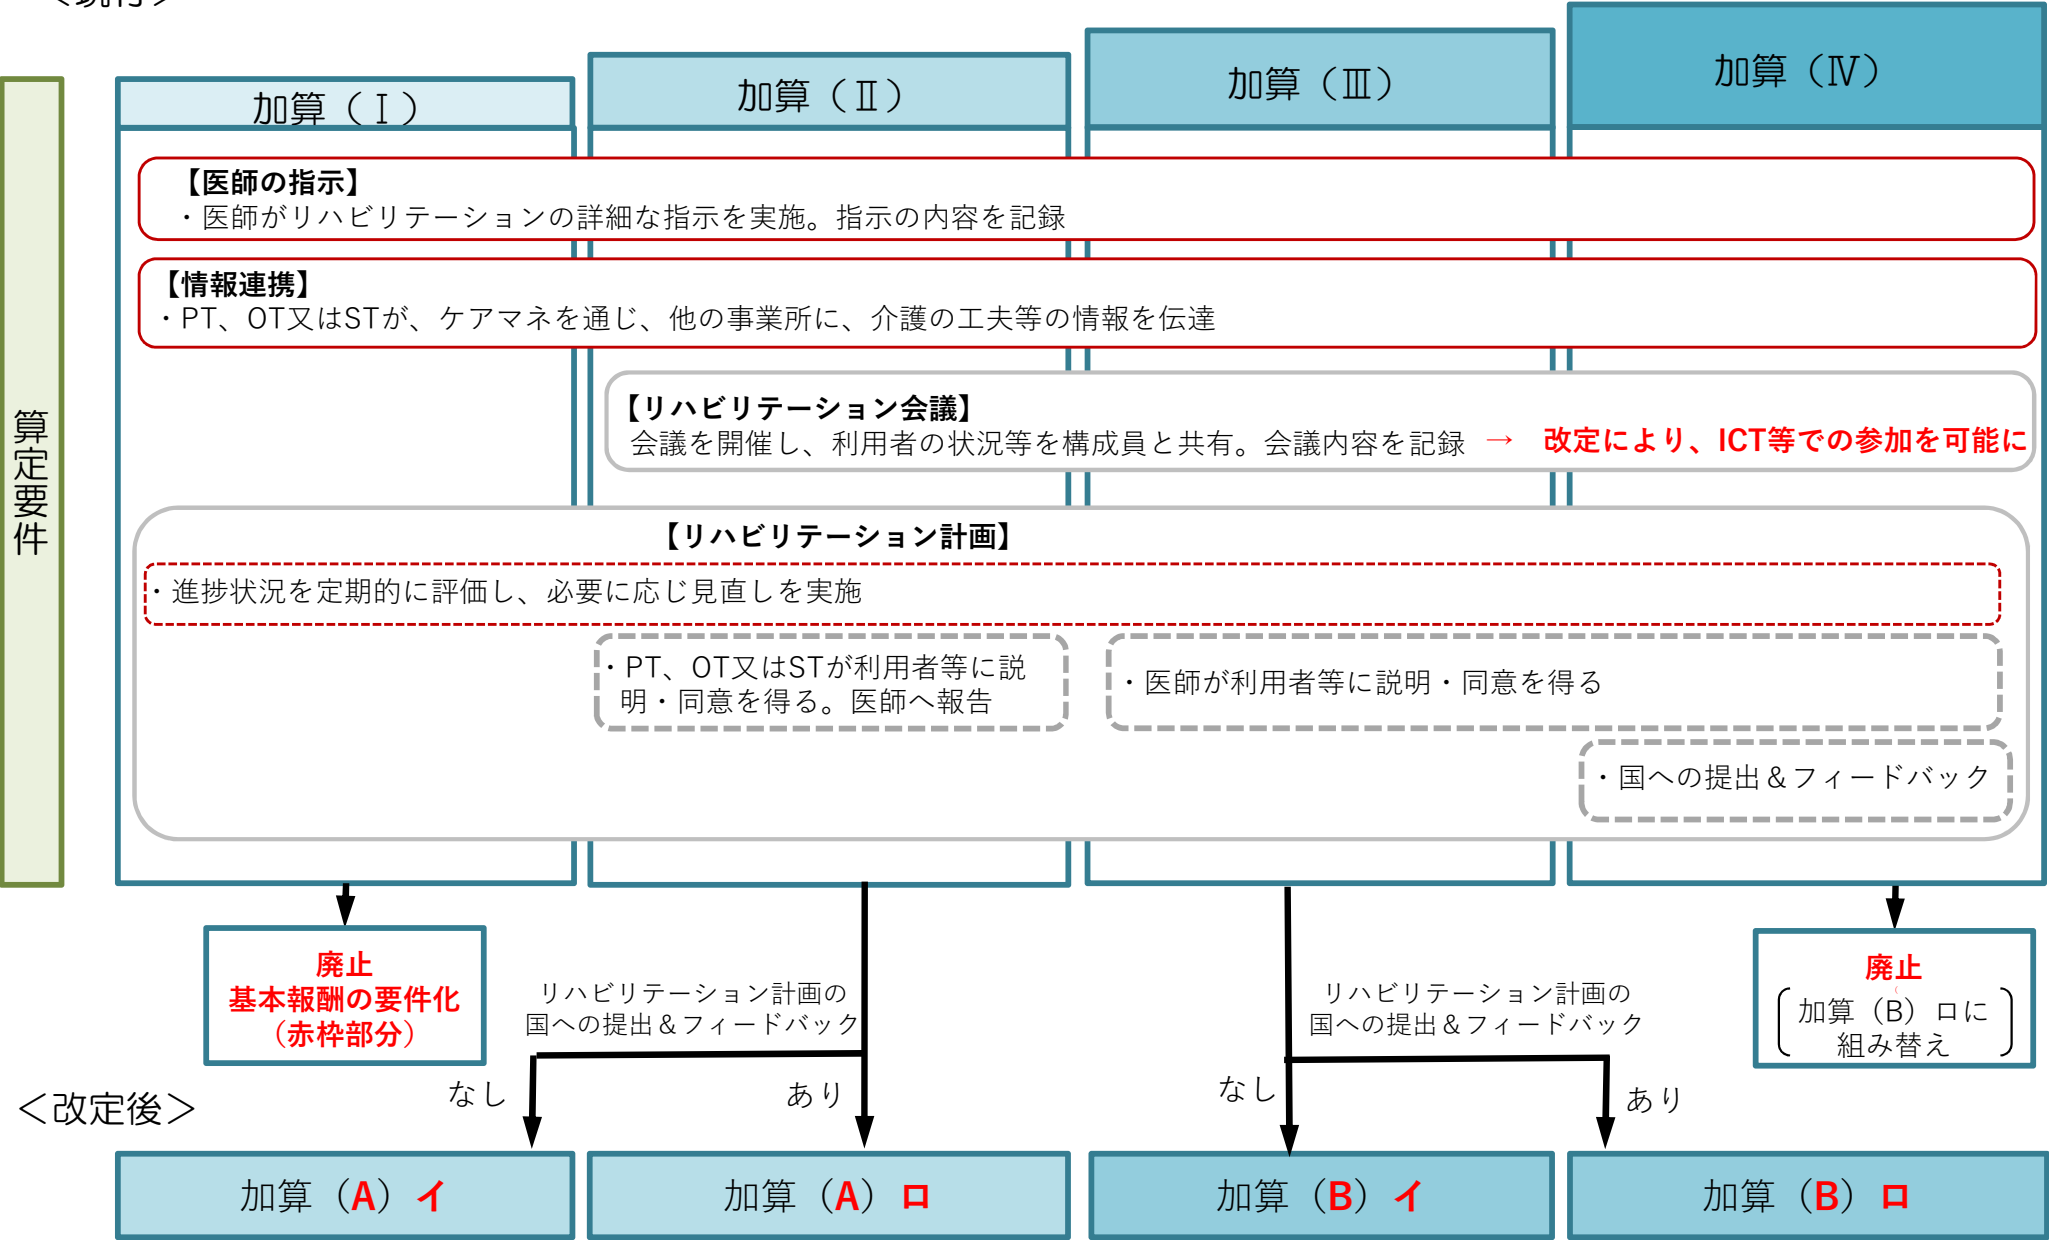 ＜現行＞
加算（Ⅰ）
加算（Ⅱ）
加算（Ⅲ）
加算（Ⅳ）
算定要件
【医師の指示】
・医師がリハビリテーションの詳細な指示を実施。指示の内容を記録
【情報連携】
・PT、OT又はSTが、ケアマネを通じ、他の事業所に、介護の工夫等の情報を伝達
【リハビリテーション会議】
会議を開催し、利用者の状況等を構成員と共有。会議内容を記録 → 改定により、ICT等での参加を可能に
【リハビリテーション計画】
・進捗状況を定期的に評価し、必要に応じ見直しを実施
・PT、OT又はSTが利用者等に説
明・同意を得る。医師へ報告
・医師が利用者等に説明・同意を得る
・国への提出＆フィードバック
廃止
基本報酬の要件化
（赤枠部分）
リハビリテーション計画の
国への提出＆フィードバック
なし
あり
リハビリテーション計画の
国への提出＆フィードバック
なし
あり
廃止
加算（B）ロに
組み替え
＜改定後＞
加算（A）イ
加算（A）ロ
加算（B）イ
加算（B）ロ